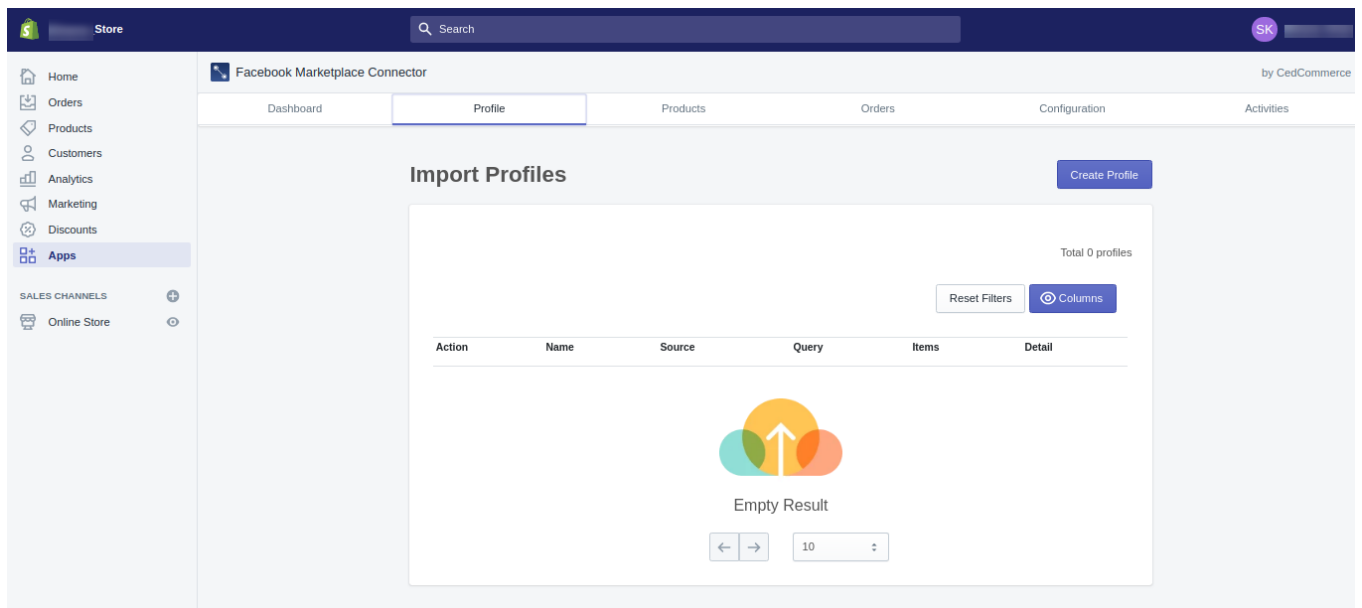 Store
Search
SK
Home
Orders
Products
Customers
Analytics
Marketing
Discounts
Apps
SALES CHANNELS
Online Store
Facebook Marketplace Connector
by CedCommerce
Dashboard Profile Products Orders Configuration Activities
Import Profiles
Create Profile
Total 0 profiles
Reset Filters Columns
Action Name Source Query Items Detail
Empty Result
10